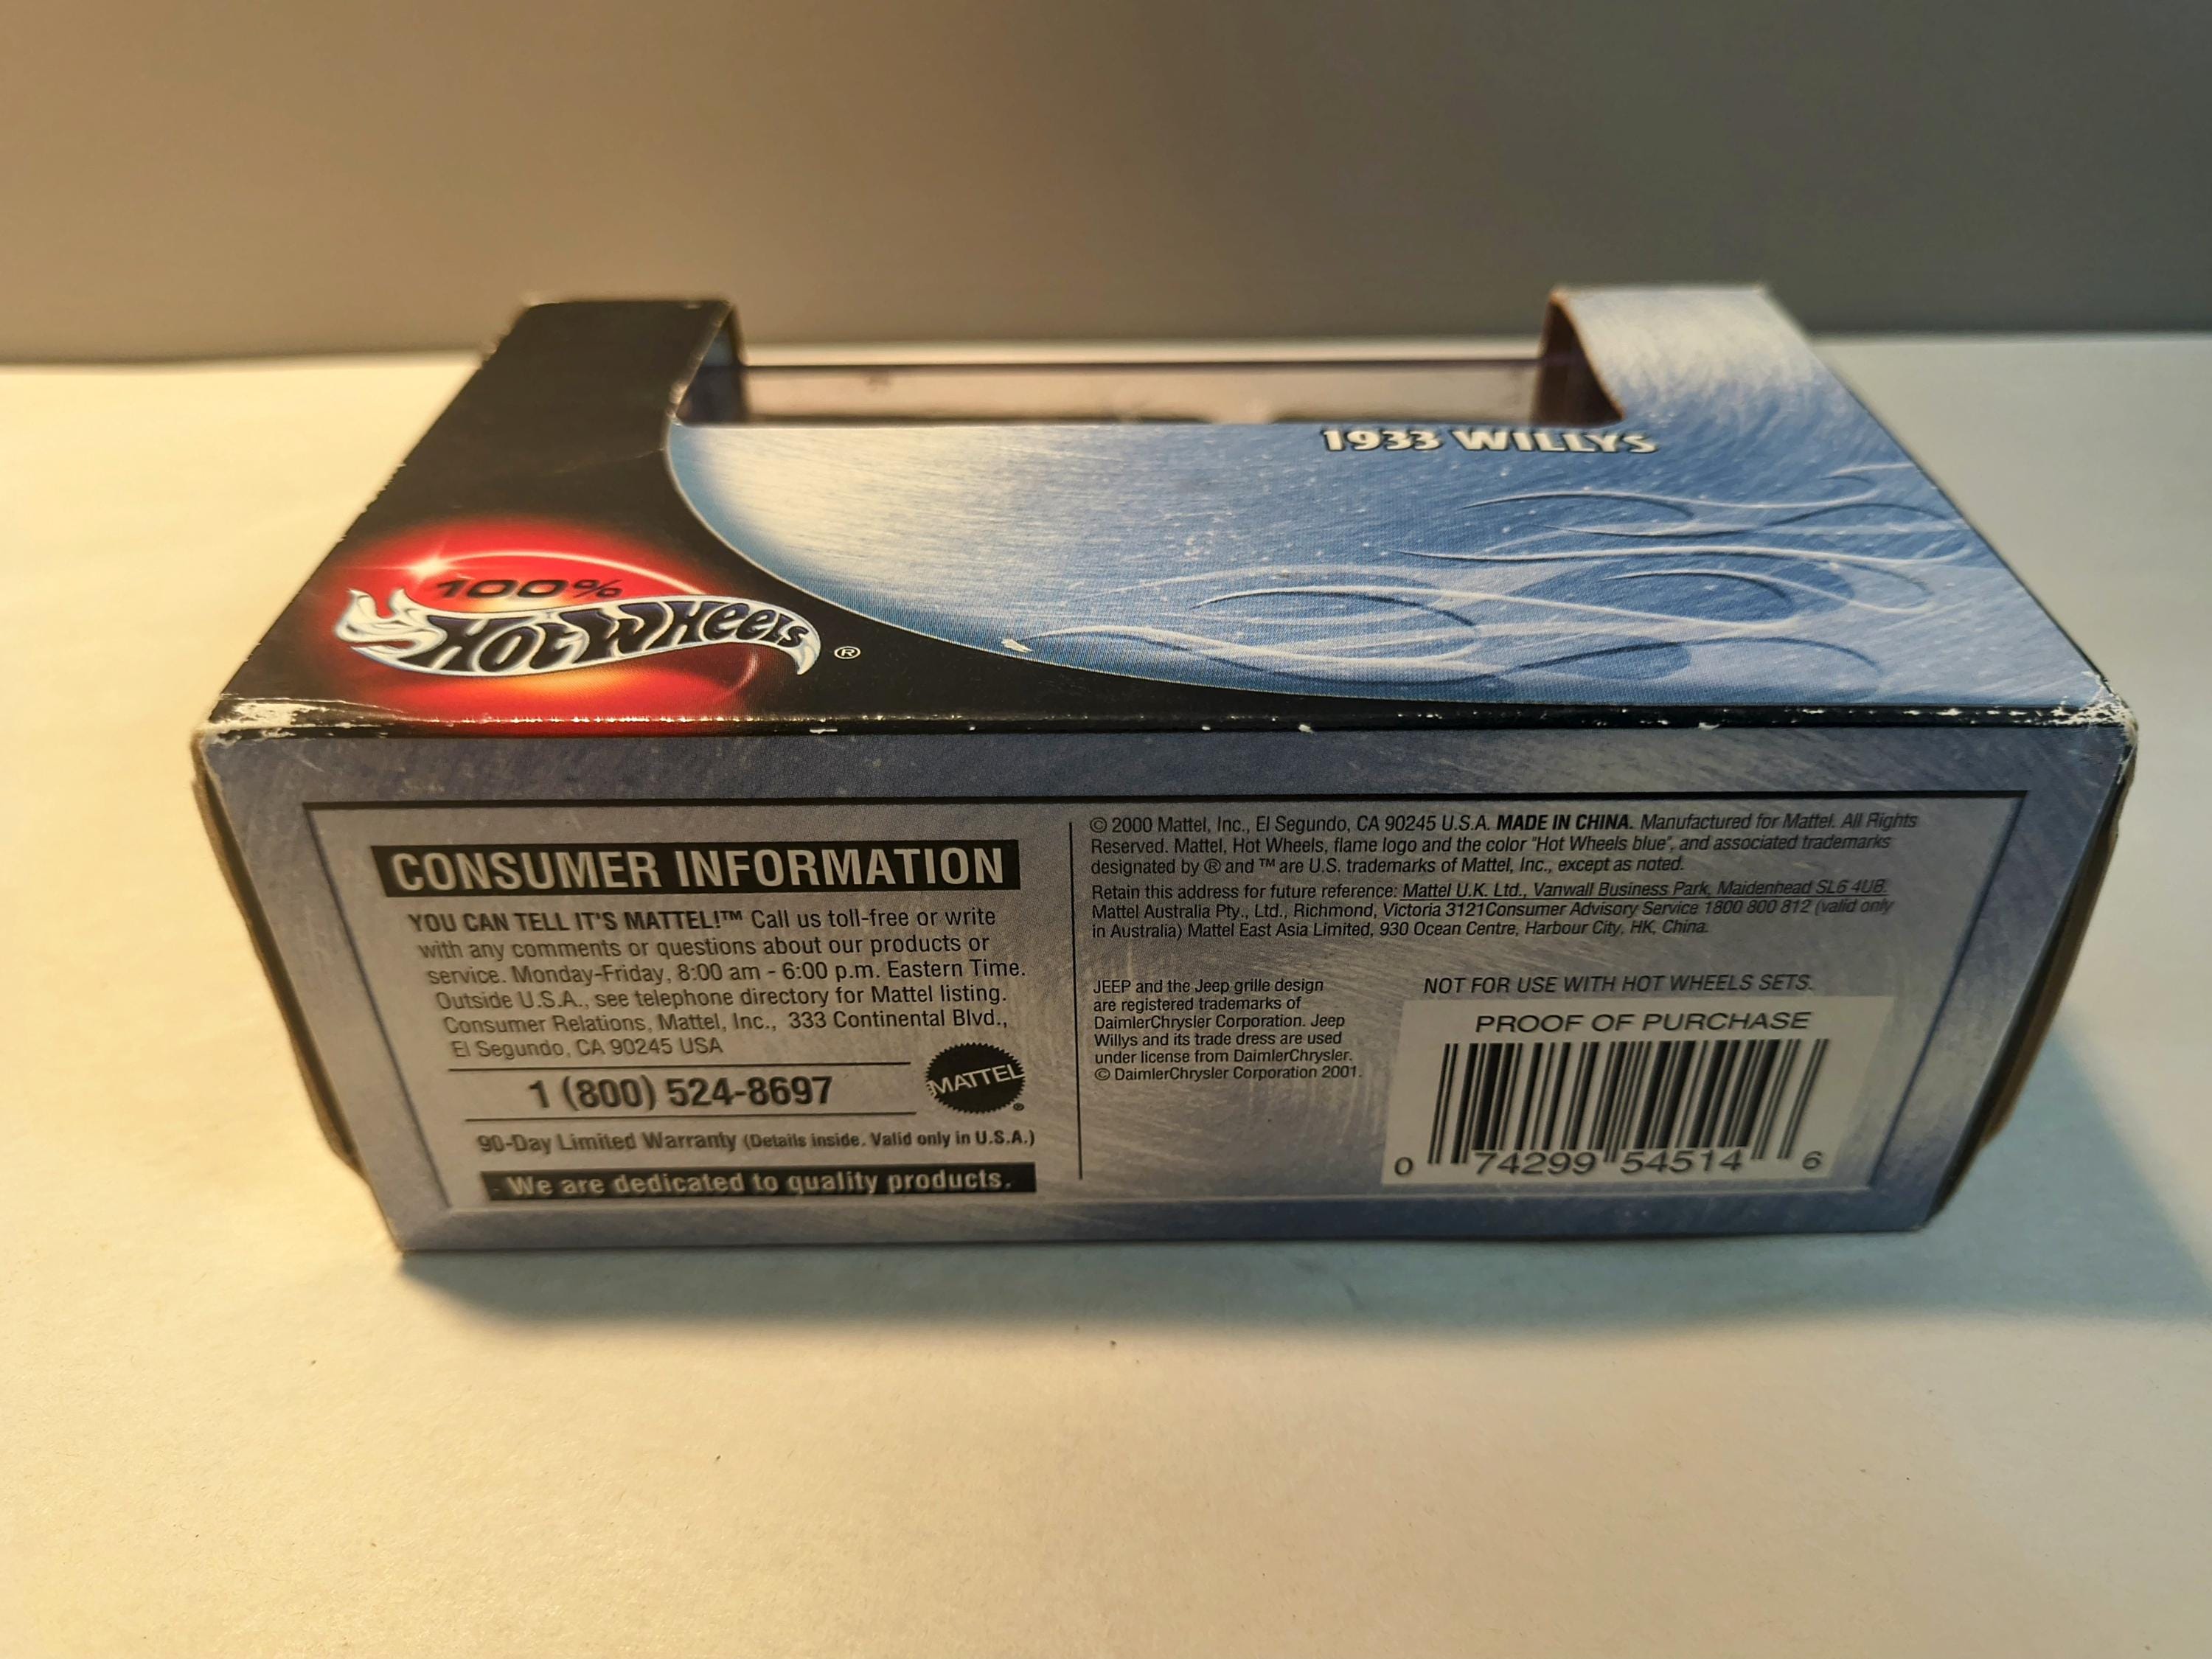 1933 WILLYS
100%
HOT WHEELS ®
CONSUMER INFORMATION
YOU CAN TELL IT'S MATTEL!™ Call us toll-free or write
with any comments or questions about our products or
service. Monday-Friday, 8:00 am - 6:00 p.m. Eastern Time.
Outside U.S.A., see telephone directory for Mattel listing.
Consumer Relations, Mattel, Inc., 333 Continental Blvd.,
El Segundo, CA 90245 USA
1 (800) 524-8697
MATTEL ®
90-Day Limited Warranty (Details inside. Valid only in U.S.A.)
We are dedicated to quality products.
© 2000 Mattel, Inc., El Segundo, CA 90245 U.S.A. MADE IN CHINA. Manufactured for Mattel. All Rights
Reserved. Mattel, Hot Wheels, flame logo and the color "Hot Wheels blue", and associated trademarks
designated by ® and ™ are U.S. trademarks of Mattel, Inc., except as noted.
Retain this address for future reference: Mattel U.K. Ltd., Vanwall Business Park, Maidenhead SL6 4UB.
Mattel Australia Pty., Ltd., Richmond, Victoria 3121Consumer Advisory Service 1800 800 812 (valid only
in Australia) Mattel East Asia Limited, 930 Ocean Centre, Harbour City, HK, China.
JEEP and the Jeep grille design
are registered trademarks of
DaimlerChrysler Corporation. Jeep
Willys and its trade dress are used
under license from DaimlerChrysler.
© DaimlerChrysler Corporation 2001.
NOT FOR USE WITH HOT WHEELS SETS.
PROOF OF PURCHASE
0 74299 54514 6